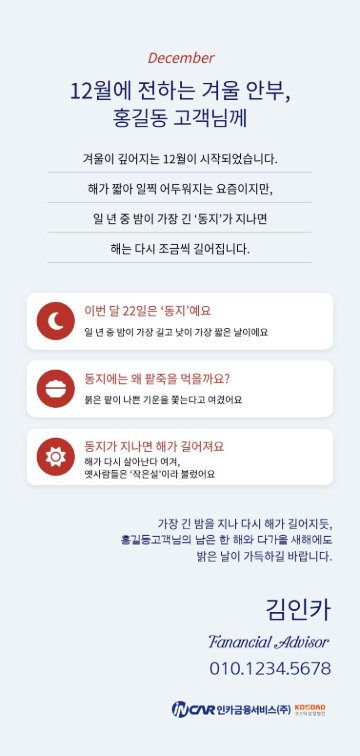 December
12월에 전하는 겨울 안부,
홍길동 고객님께
겨울이 깊어지는 12월이 시작되었습니다.
해가 짧아 일찍 어두워지는 요즘이지만,
일 년 중 밤이 가장 긴 ‘동지’가 지나면
해는 다시 조금씩 길어집니다.
이번 달 22일은 ‘동지’예요
일 년 중 밤이 가장 길고 낮이 가장 짧은 날이에요
동지에는 왜 팥죽을 먹을까요?
붉은 팥이 나쁜 기운을 쫓는다고 여겼어요
동지가 지나면 해가 길어져요
해가 다시 살아난다 여겨,
옛사람들은 ‘작은설’이라 불렀어요
가장 긴 밤을 지나 다시 해가 길어지듯,
홍길동고객님의 남은 한 해와 다가올 새해에도
밝은 날이 가득하길 바랍니다.
김인카
Fanancial Advisor
010.1234.5678
INCAR 인카금융서비스(주) KOSDAQ
코스닥상장법인